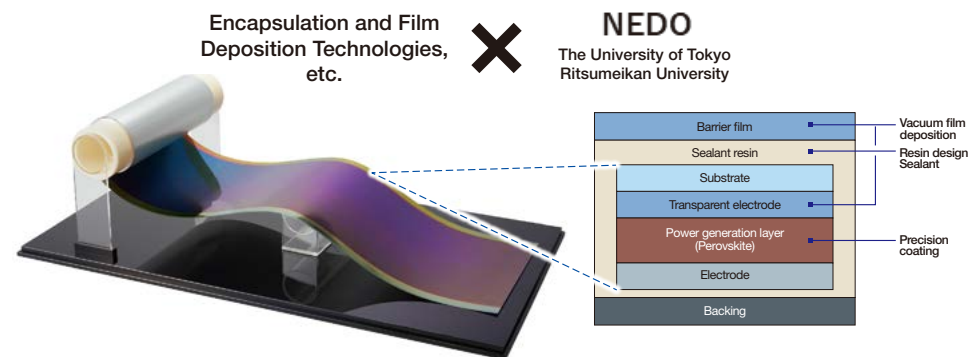 Encapsulation and Film
Deposition Technologies,
etc.
NEDO
The University of Tokyo
Ritsumeikan University
Barrier film
Sealant resin
Substrate
Transparent electrode
Power generation layer
(Perovskite)
Electrode
Backing
Vacuum film
deposition
Resin design
Sealant
Precision
coating